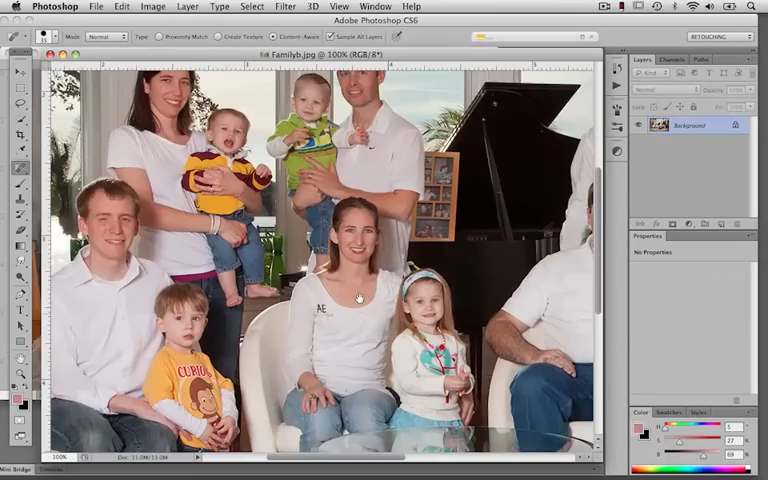 Photoshop File Edit Image Layer Type Select Filter 3D View Window Help
Adobe Photoshop CS6
Mode: Normal Type: Proximity Match Create Texture Content-Aware Sample All Layers RETOUCHING
Familyb.jpg @ 100% (RGB/8*)
Layers Channels Paths
Kind
Normal Opacity:
Lock: Fill:
Background
Properties
No Properties
AE
CURIOUS
Color Swatches Styles
H 5
S 27
B 69
100% Doc: 11.0M/11.0M
Mini Bridge Timeline